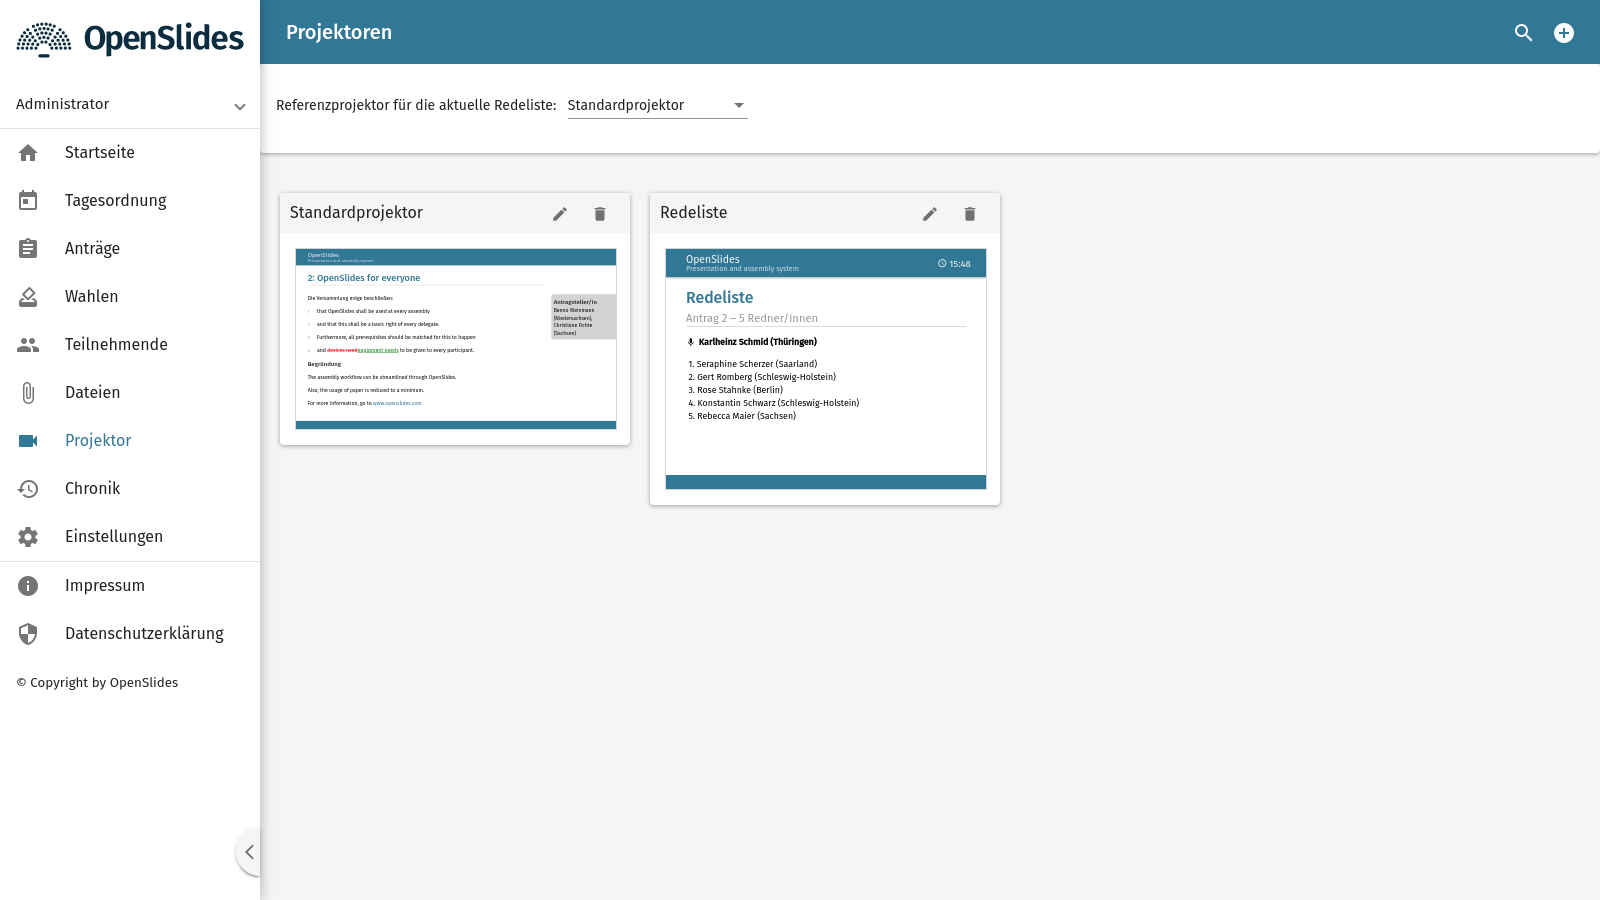 OpenSlides
Projektoren
Administrator
Referenzprojektor für die aktuelle Redeliste: Standardprojektor
Startseite
Tagesordnung
Anträge
Wahlen
Teilnehmende
Dateien
Projektor
Chronik
Einstellungen
Impressum
Datenschutzerklärung
© Copyright by OpenSlides
Standardprojektor
OpenSlides
Presentation and assembly system
2: OpenSlides for everyone
Die Versammlung möge beschließen:
that OpenSlides shall be used at every assembly
and that this shall be a basic right of every delegate.
Furthermore, all prerequisites should be matched for this to happen
and devices need equipment needs to be given to every participant.
Begründung
The assembly workflow can be streamlined through OpenSlides.
Also, the usage of paper is reduced to a minimum.
For more information, go to www.openslides.com
Antragsteller/in
Benno Weinmann
(Niedersachsen),
Christiane Fichte
(Sachsen)
Redeliste
OpenSlides
Presentation and assembly system
15:48
Redeliste
Antrag 2 – 5 Redner/innen
Karlheinz Schmid (Thüringen)
1. Seraphine Scherzer (Saarland)
2. Gert Romberg (Schleswig-Holstein)
3. Rose Stahnke (Berlin)
4. Konstantin Schwarz (Schleswig-Holstein)
5. Rebecca Maier (Sachsen)